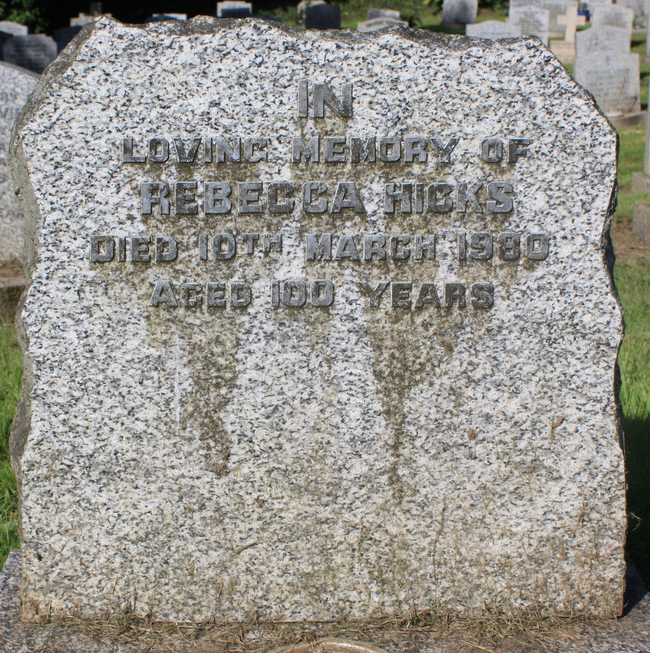 IN
LOVING MEMORY OF
REBECCA HICKS
DIED 10TH MARCH 1980
AGED 100 YEARS